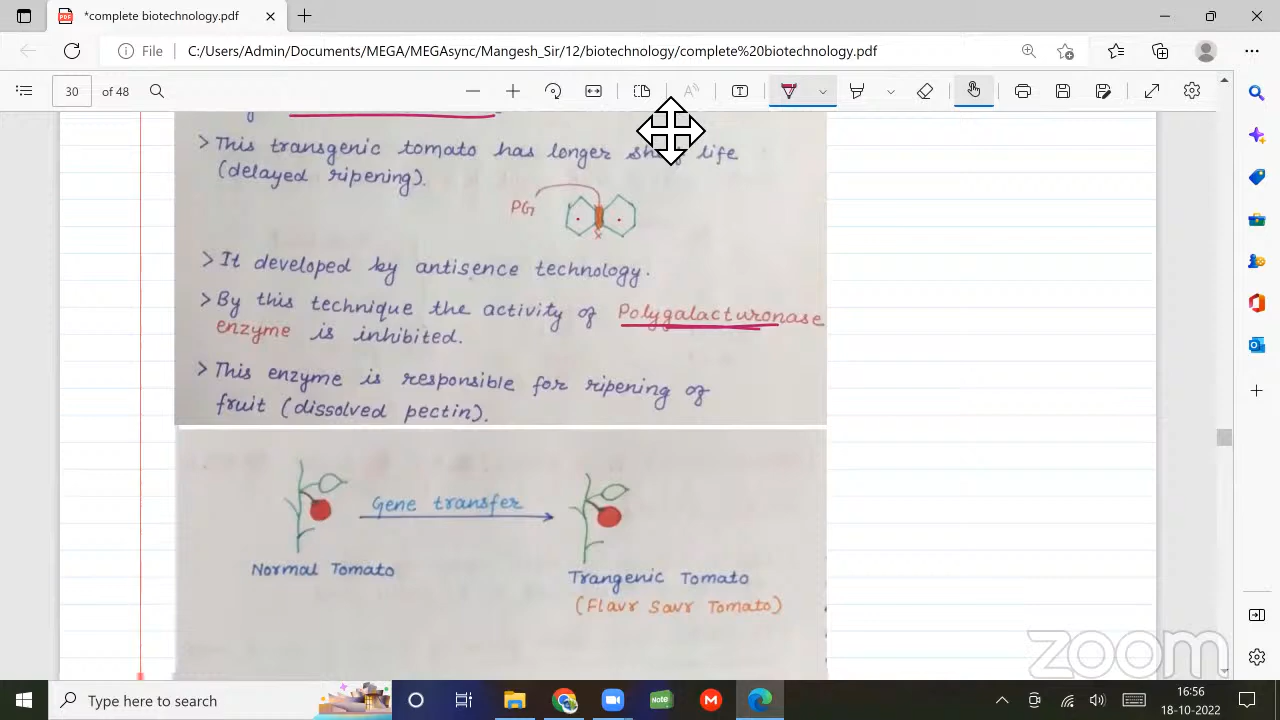 *complete biotechnology.pdf
File
C:/Users/Admin/Documents/MEGA/MEGAsync/Mangesh_Sir/12/biotechnology/complete%20biotechnology.pdf
30 of 48
> This transgenic tomato has longer life
(delayed ripening).
PG
> It developed by antisence technology.
> By this technique the activity of Polygalacturonase
enzyme is inhibited.
> This enzyme is responsible for ripening of
fruit (dissolved pectin).
Gene transfer
Normal Tomato
Trangenic Tomato
(Flavr Savr Tomato)
zoom
Type here to search
Note
16:56
18-10-2022